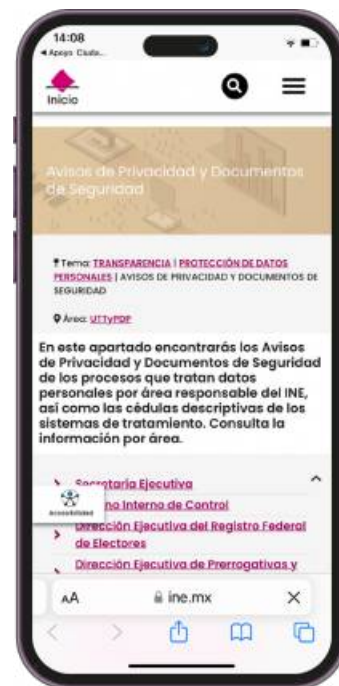 14:08
◀ Apoyo Ciuda...
Inicio
Avisos de Privacidad y Documentos
de Seguridad
Tema: TRANSPARENCIA | PROTECCIÓN DE DATOS
PERSONALES | AVISOS DE PRIVACIDAD Y DOCUMENTOS DE
SEGURIDAD
Área: UTTyPDP
En este apartado encontrarás los Avisos
de Privacidad y Documentos de Seguridad
de los procesos que tratan datos
personales por área responsable del INE,
así como las cédulas descriptivas de los
sistemas de tratamiento. Consulta la
información por área.
Secretaría Ejecutiva
no Interno de Control
Accesibilidad
Dirección Ejecutiva del Registro Federal
de Electores
Dirección Ejecutiva de Prerrogativas y
AA
ine.mx